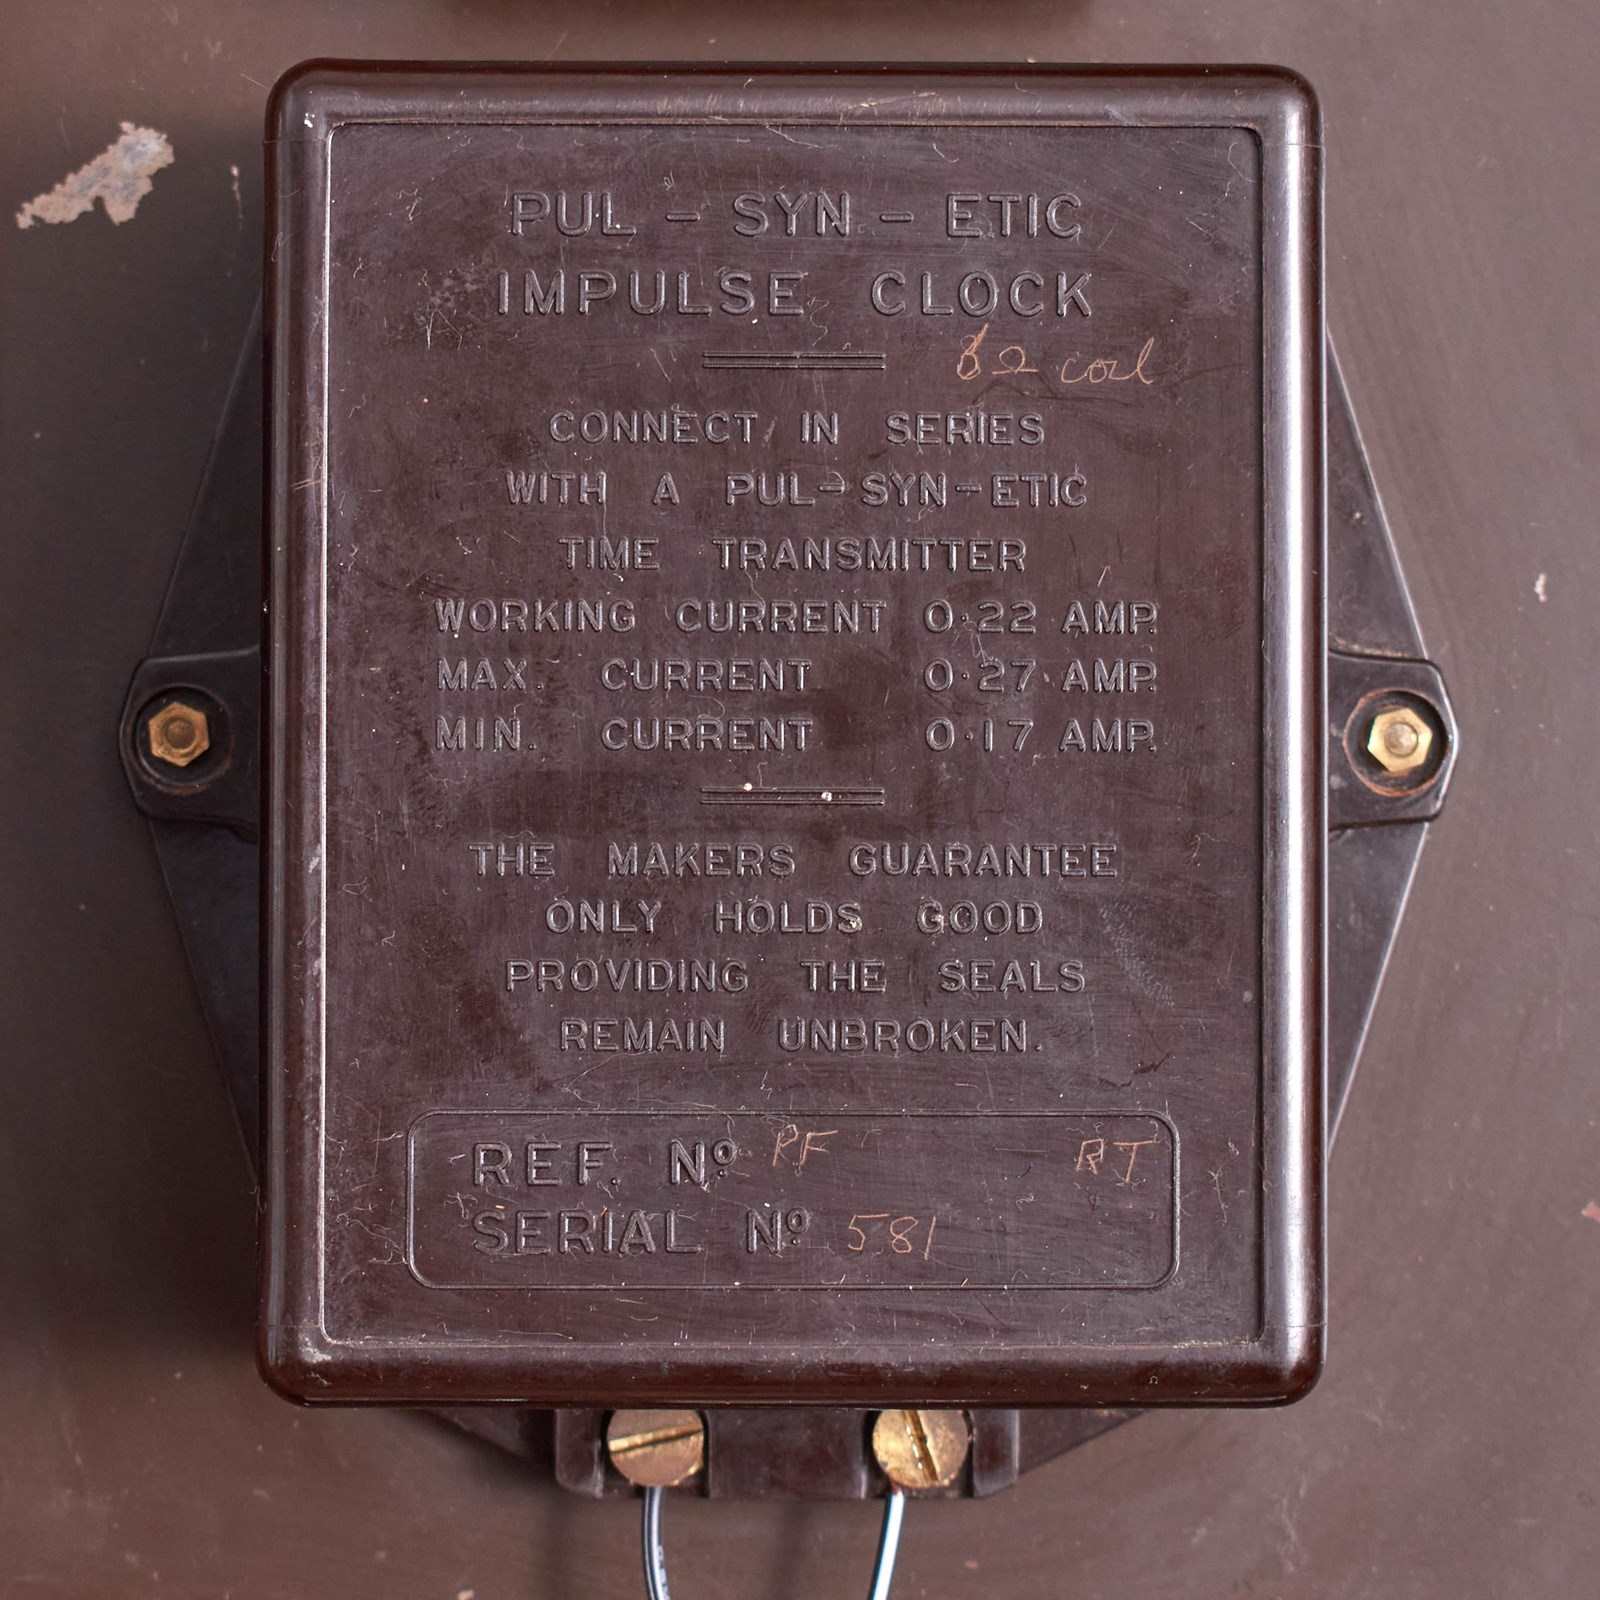 PUL - SYN - ETIC
IMPULSE CLOCK
6Ω coil
CONNECT IN SERIES
WITH A PUL-SYN-ETIC
TIME TRANSMITTER
WORKING CURRENT 0·22 AMP.
MAX. CURRENT 0·27 AMP.
MIN. CURRENT 0·17 AMP.
THE MAKERS GUARANTEE
ONLY HOLDS GOOD
PROVIDING THE SEALS
REMAIN UNBROKEN.
REF. Nº PF RT
SERIAL Nº 581